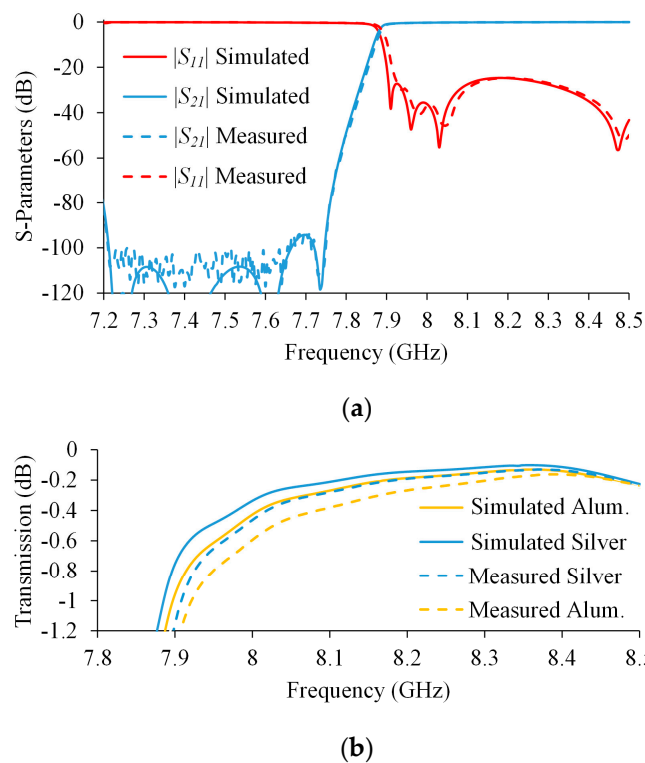 S-Parameters (dB)
0
-20
-40
-60
-80
-100
-120
|S11| Simulated
|S21| Simulated
|S21| Measured
|S11| Measured
7.2 7.3 7.4 7.5 7.6 7.7 7.8 7.9 8 8.1 8.2 8.3 8.4 8.5
Frequency (GHz)
(a)
Transmission (dB)
0
-0.2
-0.4
-0.6
-0.8
-1
-1.2
Simulated Alum.
Simulated Silver
Measured Silver
Measured Alum.
7.8 7.9 8 8.1 8.2 8.3 8.4 8.5
Frequency (GHz)
(b)